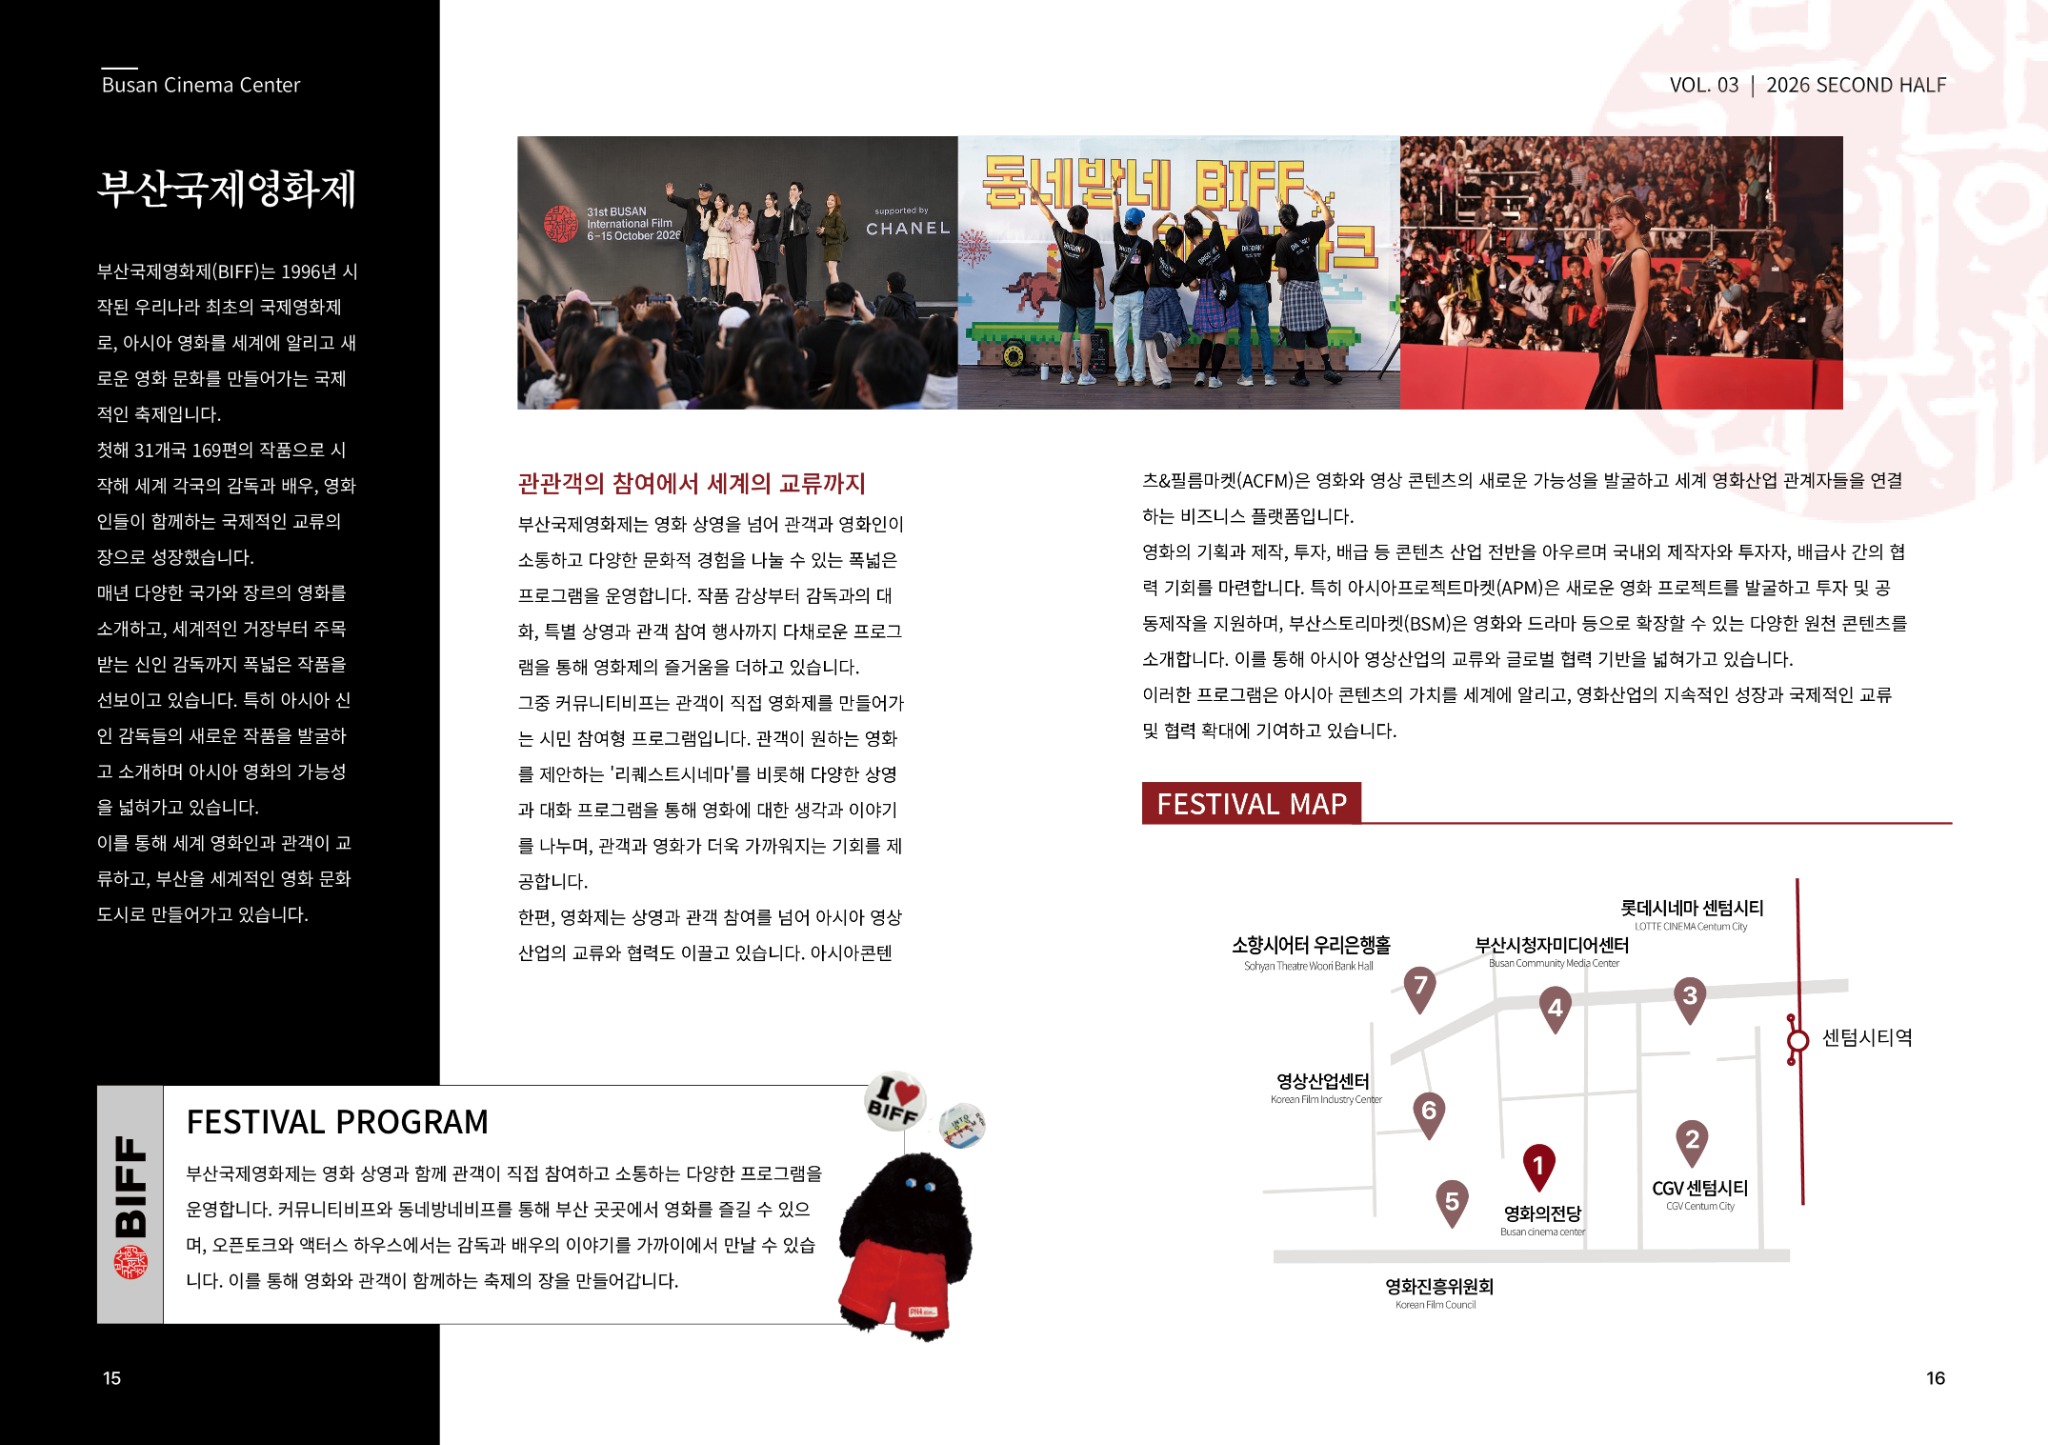 Busan Cinema Center
VOL. 03 | 2026 SECOND HALF
부산국제영화제
부산국제영화제(BIFF)는 1996년 시
작된 우리나라 최초의 국제영화제
로, 아시아 영화를 세계에 알리고 새
로운 영화 문화를 만들어가는 국제
적인 축제입니다.
첫해 31개국 169편의 작품으로 시
작해 세계 각국의 감독과 배우, 영화
인들이 함께하는 국제적인 교류의
장으로 성장했습니다.
매년 다양한 국가와 장르의 영화를
소개하고, 세계적인 거장부터 주목
받는 신인 감독까지 폭넓은 작품을
선보이고 있습니다. 특히 아시아 신
인 감독들의 새로운 작품을 발굴하
고 소개하며 아시아 영화의 가능성
을 넓혀가고 있습니다.
이를 통해 세계 영화인과 관객이 교
류하고, 부산을 세계적인 영화 문화
도시로 만들어가고 있습니다.
31st BUSAN
International Film
6–15 October 2026
supported by
CHANEL
동네방네 BIFF
크
관관객의 참여에서 세계의 교류까지
부산국제영화제는 영화 상영을 넘어 관객과 영화인이
소통하고 다양한 문화적 경험을 나눌 수 있는 폭넓은
프로그램을 운영합니다. 작품 감상부터 감독과의 대
화, 특별 상영과 관객 참여 행사까지 다채로운 프로그
램을 통해 영화제의 즐거움을 더하고 있습니다.
그중 커뮤니티비프는 관객이 직접 영화제를 만들어가
는 시민 참여형 프로그램입니다. 관객이 원하는 영화
를 제안하는 '리퀘스트시네마'를 비롯해 다양한 상영
과 대화 프로그램을 통해 영화에 대한 생각과 이야기
를 나누며, 관객과 영화가 더욱 가까워지는 기회를 제
공합니다.
한편, 영화제는 상영과 관객 참여를 넘어 아시아 영상
산업의 교류와 협력도 이끌고 있습니다. 아시아콘텐
츠&필름마켓(ACFM)은 영화와 영상 콘텐츠의 새로운 가능성을 발굴하고 세계 영화산업 관계자들을 연결
하는 비즈니스 플랫폼입니다.
영화의 기획과 제작, 투자, 배급 등 콘텐츠 산업 전반을 아우르며 국내외 제작자와 투자자, 배급사 간의 협
력 기회를 마련합니다. 특히 아시아프로젝트마켓(APM)은 새로운 영화 프로젝트를 발굴하고 투자 및 공
동제작을 지원하며, 부산스토리마켓(BSM)은 영화와 드라마 등으로 확장할 수 있는 다양한 원천 콘텐츠를
소개합니다. 이를 통해 아시아 영상산업의 교류와 글로벌 협력 기반을 넓혀가고 있습니다.
이러한 프로그램은 아시아 콘텐츠의 가치를 세계에 알리고, 영화산업의 지속적인 성장과 국제적인 교류
및 협력 확대에 기여하고 있습니다.
FESTIVAL MAP
롯데시네마 센텀시티
LOTTE CINEMA Centum City
소향시어터 우리은행홀
Sohyan Theatre Woori Bank Hall
부산시청자미디어센터
Busan Community Media Center
7
4
3
센텀시티역
영상산업센터
Korean Film Industry Center
6
2
CGV 센텀시티
CGV Centum City
1
영화의전당
Busan cinema center
5
영화진흥위원회
Korean Film Council
BIFF
FESTIVAL PROGRAM
부산국제영화제는 영화 상영과 함께 관객이 직접 참여하고 소통하는 다양한 프로그램을
운영합니다. 커뮤니티비프와 동네방네비프를 통해 부산 곳곳에서 영화를 즐길 수 있으
며, 오픈토크와 액터스 하우스에서는 감독과 배우의 이야기를 가까이에서 만날 수 있습
니다. 이를 통해 영화와 관객이 함께하는 축제의 장을 만들어갑니다.
I
BIFF
INTO
15
16